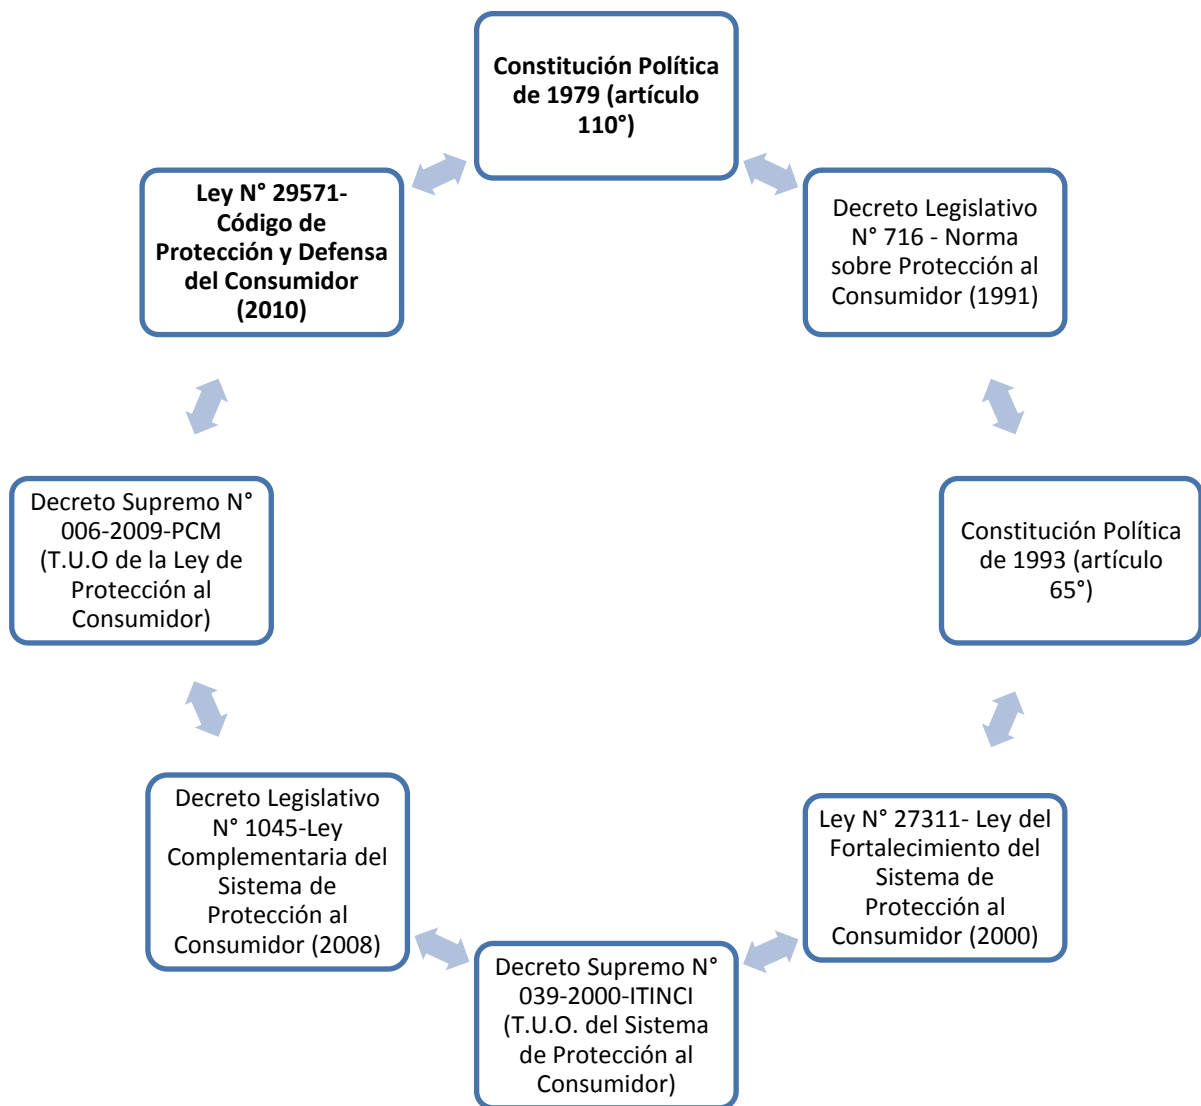 Constitución Política
de 1979 (artículo
110°)
Decreto Legislativo
N° 716 - Norma
sobre Protección al
Consumidor (1991)
Constitución Política
de 1993 (artículo
65°)
Ley N° 27311- Ley del
Fortalecimiento del
Sistema de
Protección al
Consumidor (2000)
Decreto Supremo N°
039-2000-ITINCI
(T.U.O. del Sistema
de Protección al
Consumidor)
Decreto Legislativo
N° 1045-Ley
Complementaria del
Sistema de
Protección al
Consumidor (2008)
Decreto Supremo N°
006-2009-PCM
(T.U.O de la Ley de
Protección al
Consumidor)
Ley N° 29571-
Código de
Protección y Defensa
del Consumidor
(2010)